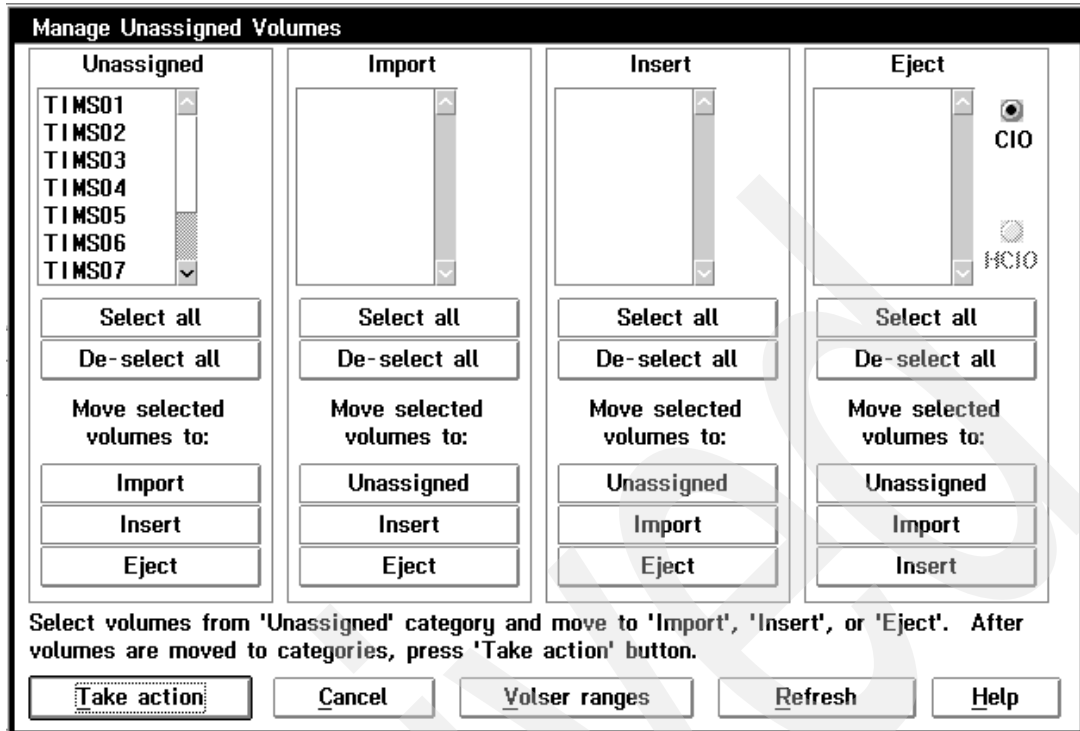 Manage Unassigned Volumes
Unassigned
TIMS01
TIMS02
TIMS03
TIMS04
TIMS05
TIMS06
TIMS07
Select all
De-select all
Move selected
volumes to:
Import
Insert
Eject
Import
Select all
De-select all
Move selected
volumes to:
Unassigned
Insert
Eject
Insert
Select all
De-select all
Move selected
volumes to:
Unassigned
Import
Eject
Eject
CIO
HCIO
Select all
De-select all
Move selected
volumes to:
Unassigned
Import
Insert
Select volumes from 'Unassigned' category and move to 'Import', 'Insert', or 'Eject'. After
volumes are moved to categories, press 'Take action' button.
Take action
Cancel
Volser ranges
Refresh
Help